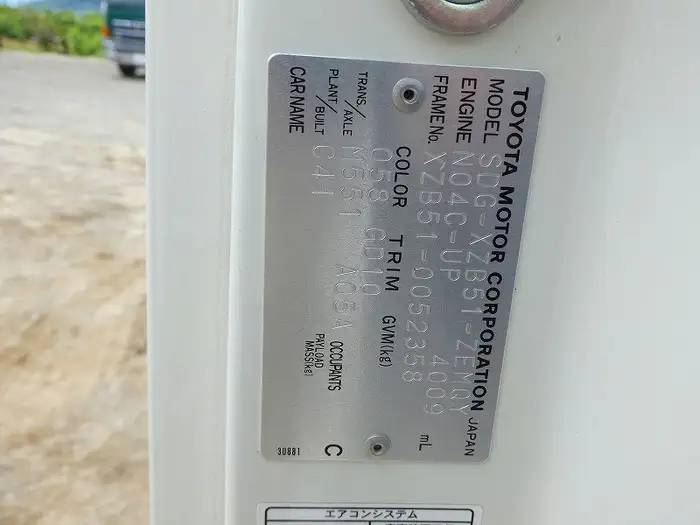 TOYOTA MOTOR CORPORATION JAPAN
MODEL SDG-XZB51-ZEMQY
ENGINE N04C-UP 4009 mL
FRAME No. XZB51-0052358
COLOR TRIM GVM(kg)
058 GD10
TRANS./AXLE M551 A05A OCCUPANTS
PLANT/BUILT C41 PAYLOAD MASS(kg)
CAR NAME
30881 C
エアコンシステム